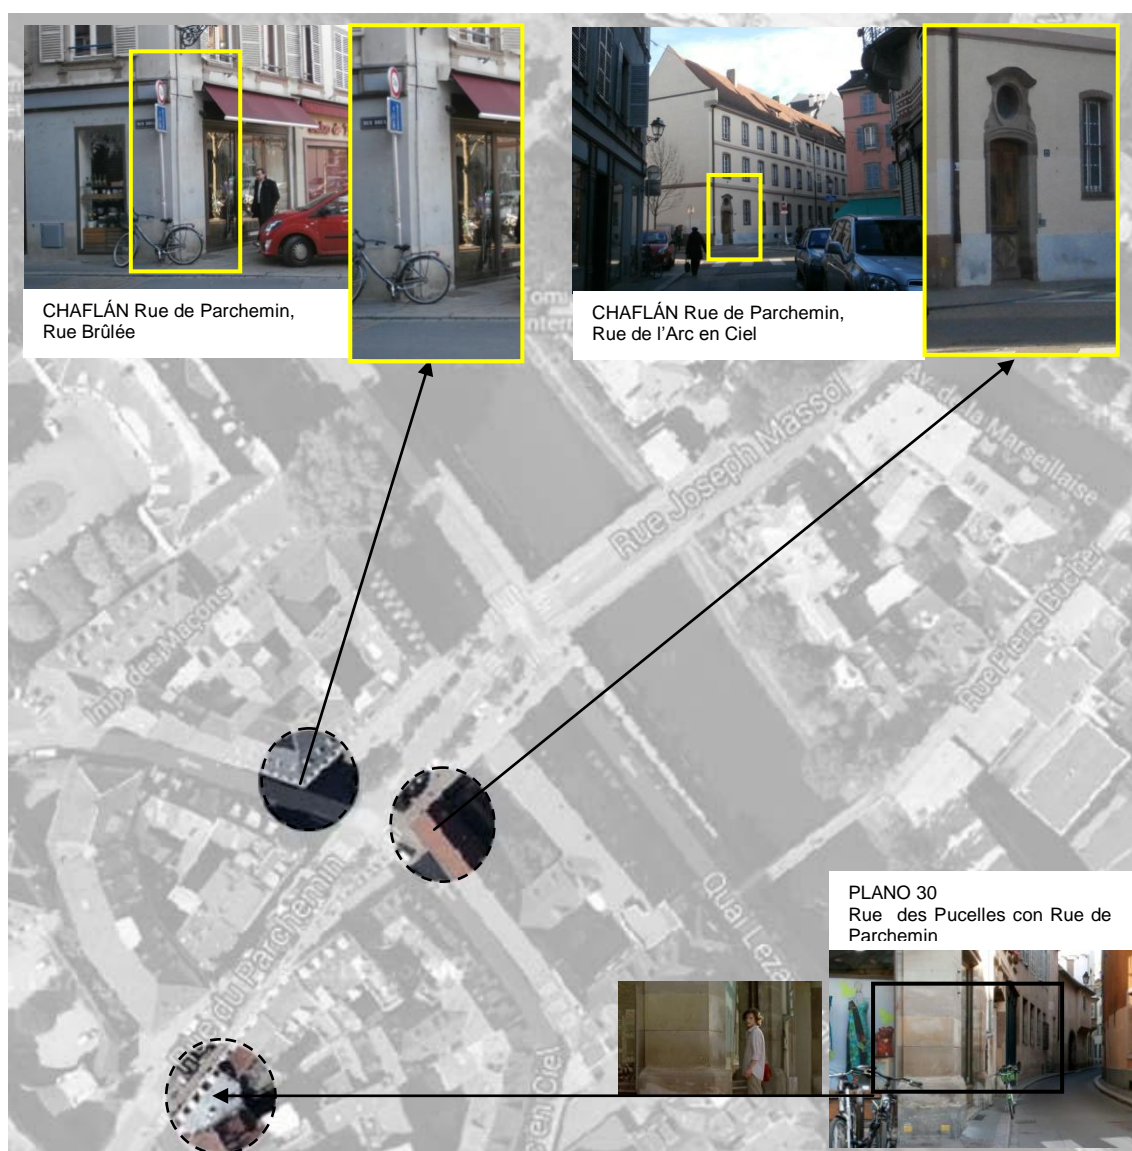 CHAFLÁN Rue de Parchemin,
Rue Brûlée
CHAFLÁN Rue de Parchemin,
Rue de l'Arc en Ciel
Av. de la Marseillaise
Rue Joseph Massol
Rue Pierre Bucher
Imp. des Maçons
du Parchemin
Quai Leza
en Ciel
PLANO 30
Rue des Pucelles con Rue de
Parchemin